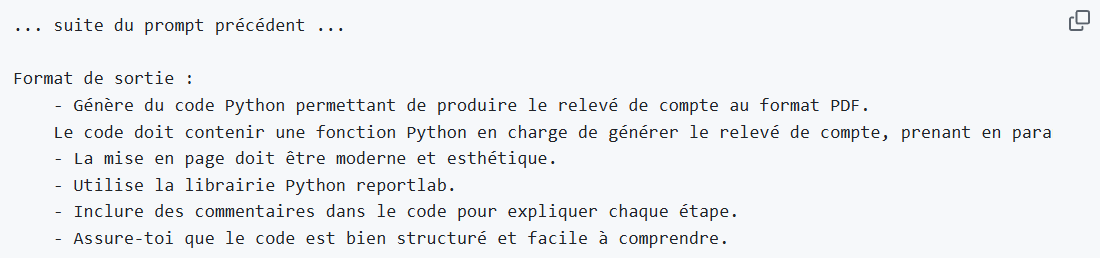 ... suite du prompt précédent ...
Format de sortie :
- Génère du code Python permettant de produire le relevé de compte au format PDF.
Le code doit contenir une fonction Python en charge de générer le relevé de compte, prenant en para
- La mise en page doit être moderne et esthétique.
- Utilise la librairie Python reportlab.
- Inclure des commentaires dans le code pour expliquer chaque étape.
- Assure-toi que le code est bien structuré et facile à comprendre.